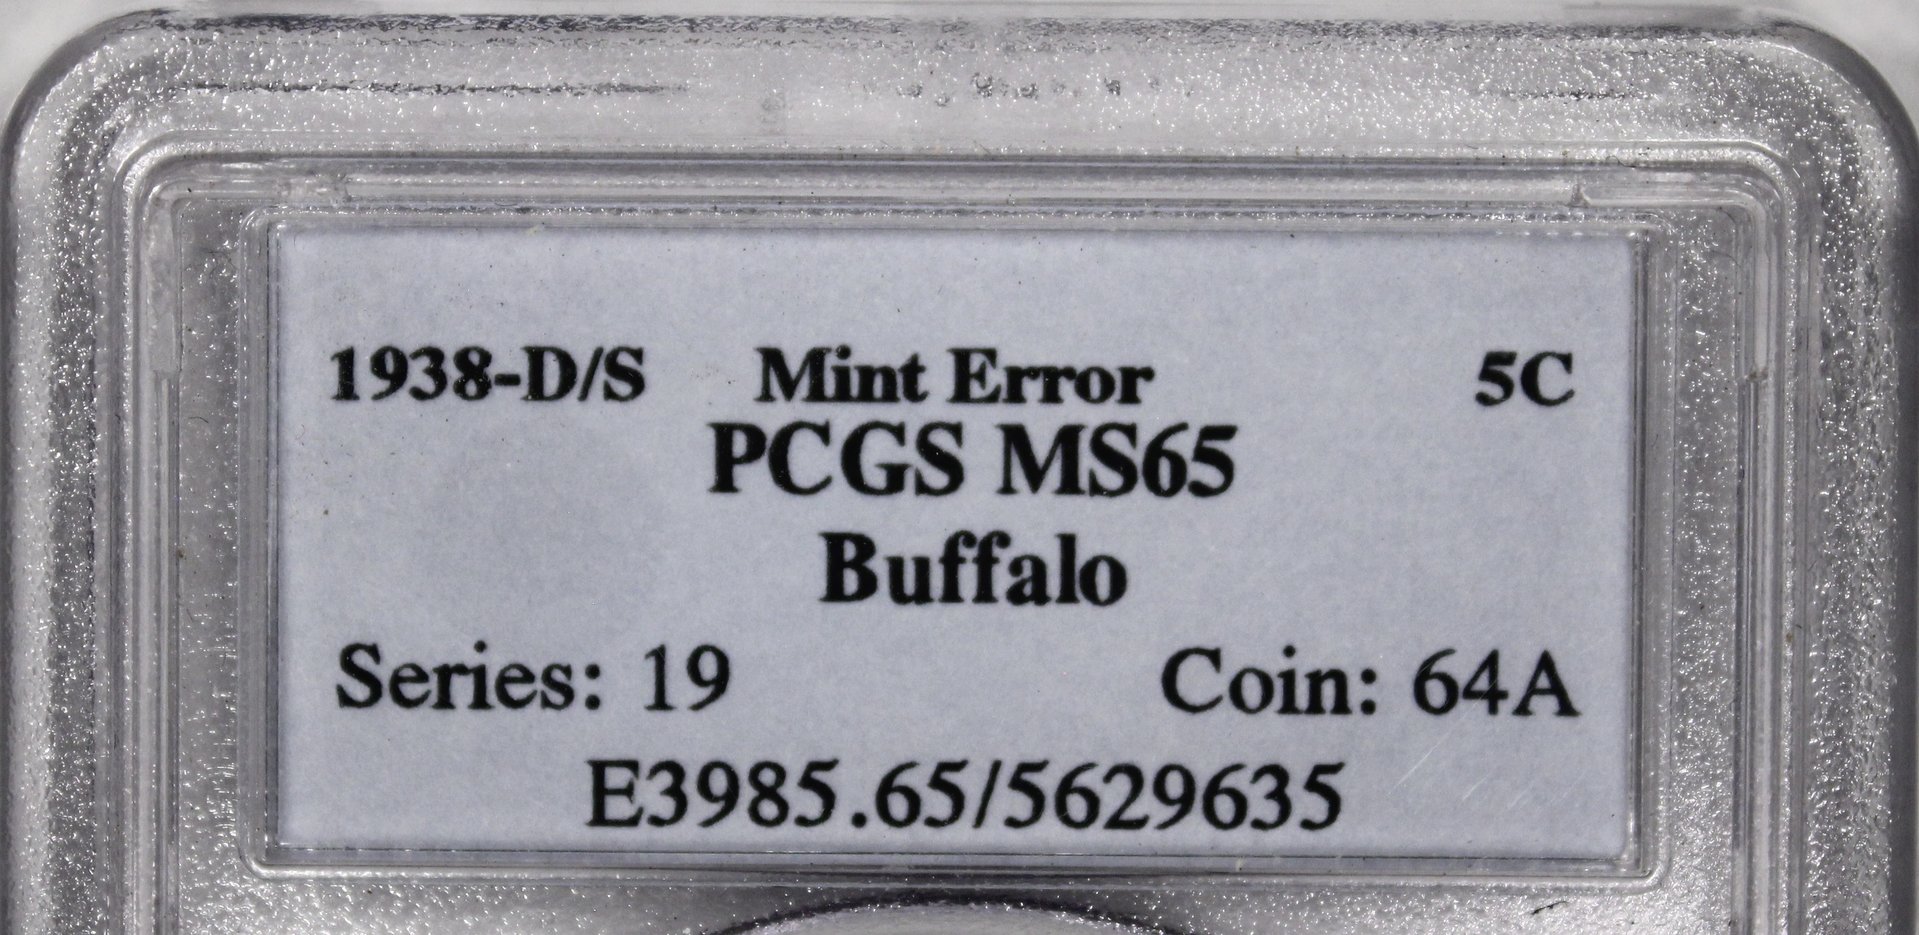 1938-D/S Mint Error 5C
PCGS MS65
Buffalo
Series: 19 Coin: 64A
E3985.65/5629635